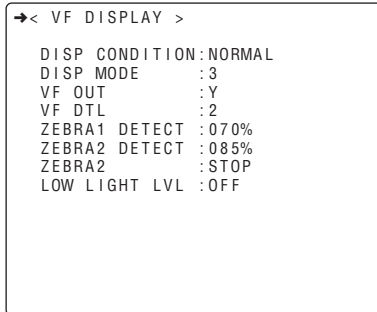 ➔< VF DISPLAY >
DISP CONDITION:NORMAL
DISP MODE :3
VF OUT :Y
VF DTL :2
ZEBRA1 DETECT :070%
ZEBRA2 DETECT :085%
ZEBRA2 :STOP
LOW LIGHT LVL :OFF